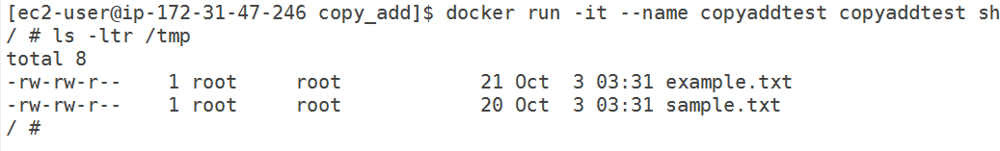 [ec2-user@ip-172-31-47-246 copy_add]$ docker run -it --name copyaddtest copyaddtest sh
/ # ls -ltr /tmp
total 8
-rw-rw-r--    1 root     root            21 Oct  3 03:31 example.txt
-rw-rw-r--    1 root     root            20 Oct  3 03:31 sample.txt
/ #